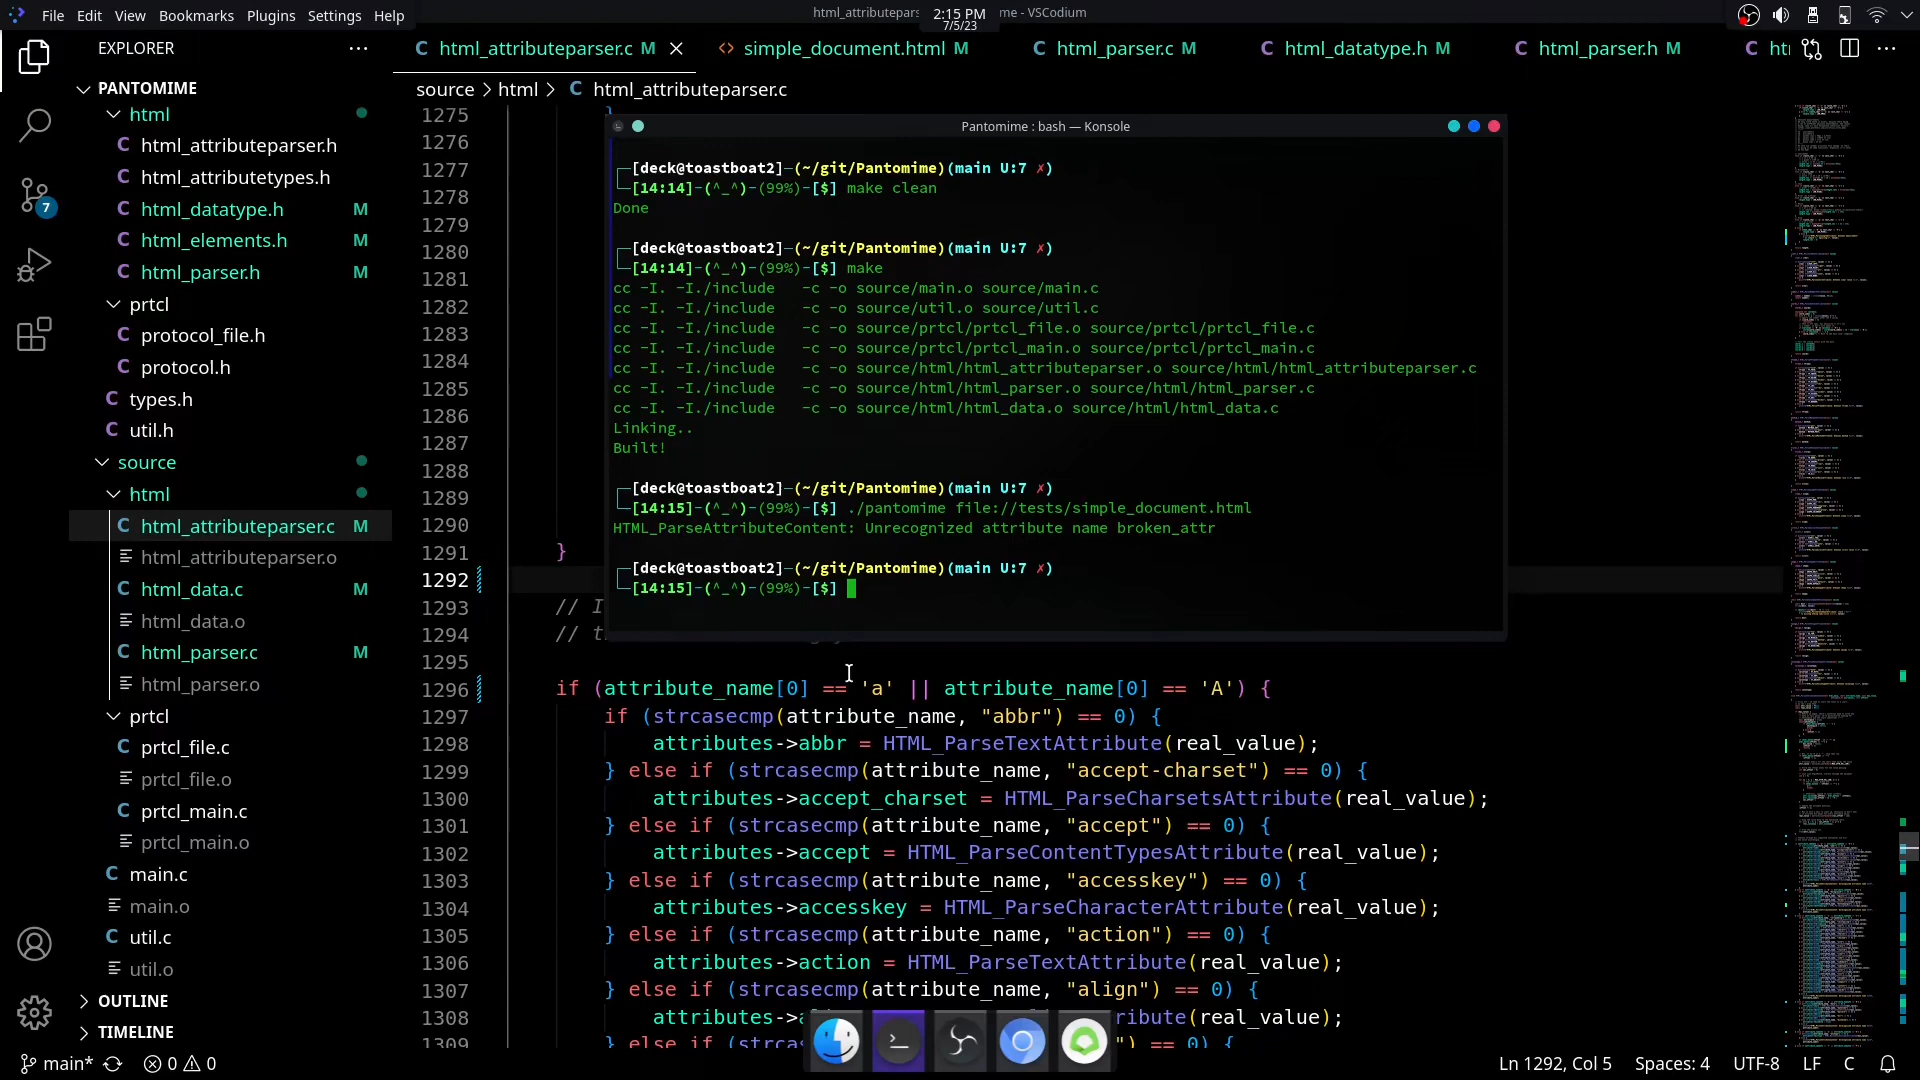 File Edit View Bookmarks Plugins Settings Help
html_attributepars
me - VSCodium
2:15 PM
7/5/23
EXPLORER
html_attributeparser.c M
simple_document.html M
html_parser.c M
html_datatype.h M
html_parser.h M
source > html > C html_attributeparser.c
PANTOMIME
html
html_attributeparser.h
html_attributetypes.h
html_datatype.h M
html_elements.h M
html_parser.h
prtcl
protocol_file.h
protocol.h
types.h
util.h
source
html
html_attributeparser.c M
html_attributeparser.o
html_data.c M
html_data.o
html_parser.c M
html_parser.o
prtcl
prtcl_file.c
prtcl_file.o
prtcl_main.c
prtcl_main.o
main.c
main.o
util.c
util.o
OUTLINE
TIMELINE
7
Pantomime : bash — Konsole
[deck@toastboat2]-(~/git/Pantomime)(main U:7 ✗)
[14:14]-(^_^)-(99%)-[$] make clean
Done
[deck@toastboat2]-(~/git/Pantomime)(main U:7 ✗)
[14:14]-(^_^)-(99%)-[$] make
cc -I. -I./include   -c -o source/main.o source/main.c
cc -I. -I./include   -c -o source/util.o source/util.c
cc -I. -I./include   -c -o source/prtcl/prtcl_file.o source/prtcl/prtcl_file.c
cc -I. -I./include   -c -o source/prtcl/prtcl_main.o source/prtcl/prtcl_main.c
cc -I. -I./include   -c -o source/html/html_attributeparser.o source/html/html_attributeparser.c
cc -I. -I./include   -c -o source/html/html_parser.o source/html/html_parser.c
cc -I. -I./include   -c -o source/html/html_data.o source/html/html_data.c
Linking..
Built!
[deck@toastboat2]-(~/git/Pantomime)(main U:7 ✗)
[14:15]-(^_^)-(99%)-[$] ./pantomime file://tests/simple_document.html
HTML_ParseAttributeContent: Unrecognized attribute name broken_attr
[deck@toastboat2]-(~/git/Pantomime)(main U:7 ✗)
[14:15]-(^_^)-(99%)-[$]
1275
1276
1277
1278
1279
1280
1281
1282
1283
1284
1285
1286
1287
1288
1289
1290
1291 }
1292
1293 // I
1294 // t
1295
1296 if (attribute_name[0] == 'a' || attribute_name[0] == 'A') {
1297 if (strcasecmp(attribute_name, "abbr") == 0) {
1298 attributes->abbr = HTML_ParseTextAttribute(real_value);
1299 } else if (strcasecmp(attribute_name, "accept-charset") == 0) {
1300 attributes->accept_charset = HTML_ParseCharsetsAttribute(real_value);
1301 } else if (strcasecmp(attribute_name, "accept") == 0) {
1302 attributes->accept = HTML_ParseContentTypesAttribute(real_value);
1303 } else if (strcasecmp(attribute_name, "accesskey") == 0) {
1304 attributes->accesskey = HTML_ParseCharacterAttribute(real_value);
1305 } else if (strcasecmp(attribute_name, "action") == 0) {
1306 attributes->action = HTML_ParseTextAttribute(real_value);
1307 } else if (strcasecmp(attribute_name, "align") == 0) {
1308 attributes->a ribute(real_value);
1309 } else if (strcas ") == 0) {
main* 0 0
Ln 1292, Col 5 Spaces: 4 UTF-8 LF C